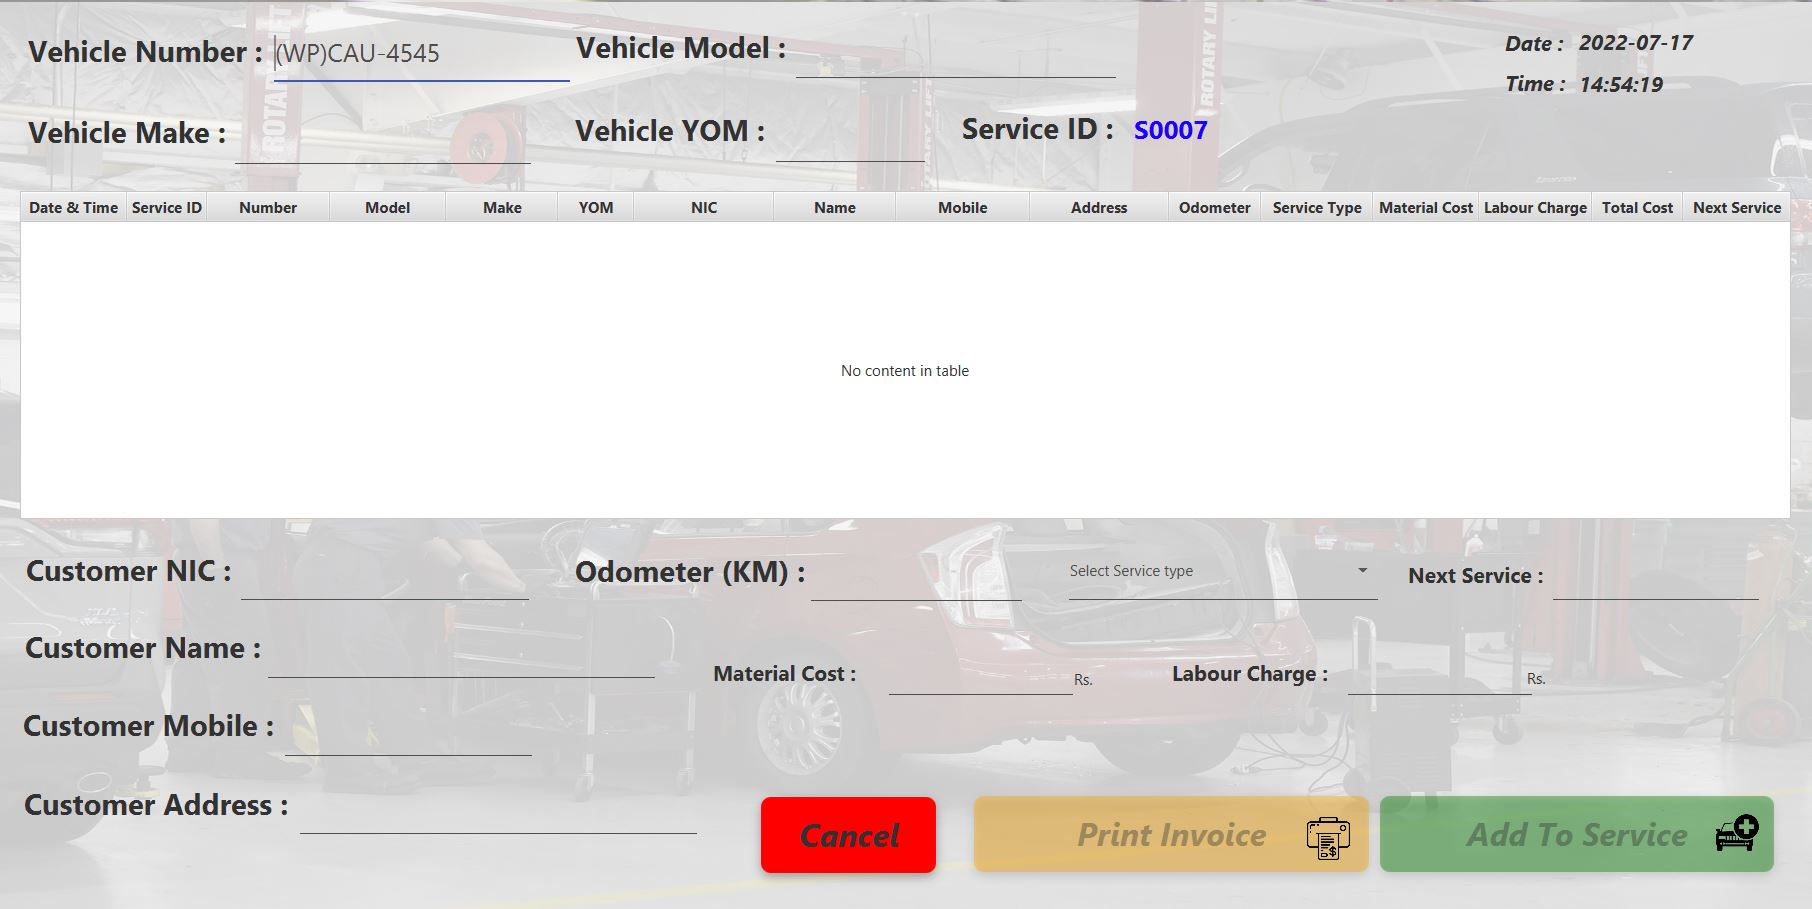 Vehicle Number : (WP)CAU-4545
Vehicle Model :
Date : 2022-07-17
Time : 14:54:19
Vehicle Make :
Vehicle YOM :
Service ID : S0007
ROTARY LIFT
ROTARY LI
Date & Time Service ID Number Model Make YOM NIC Name Mobile Address Odometer Service Type Material Cost Labour Charge Total Cost Next Service
No content in table
Customer NIC :
Odometer (KM) :
Select Service type
Next Service :
Customer Name :
Material Cost : Rs.
Labour Charge : Rs.
Customer Mobile :
Customer Address :
Cancel
Print Invoice
Add To Service